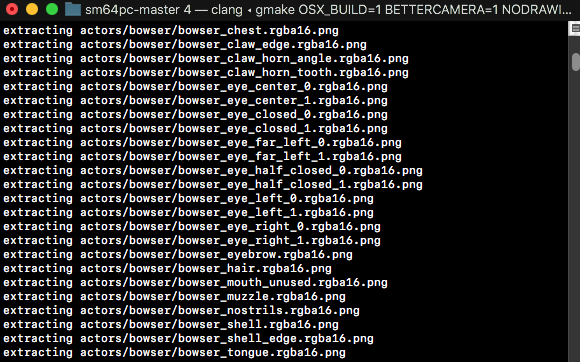 sm64pc-master 4 — clang • gmake OSX_BUILD=1 BETTERCAMERA=1 NODRAWI...
extracting actors/bowser/bowser_chest.rgba16.png
extracting actors/bowser/bowser_claw_edge.rgba16.png
extracting actors/bowser/bowser_claw_horn_angle.rgba16.png
extracting actors/bowser/bowser_claw_horn_tooth.rgba16.png
extracting actors/bowser/bowser_eye_center_0.rgba16.png
extracting actors/bowser/bowser_eye_center_1.rgba16.png
extracting actors/bowser/bowser_eye_closed_0.rgba16.png
extracting actors/bowser/bowser_eye_closed_1.rgba16.png
extracting actors/bowser/bowser_eye_far_left_0.rgba16.png
extracting actors/bowser/bowser_eye_far_left_1.rgba16.png
extracting actors/bowser/bowser_eye_half_closed_0.rgba16.png
extracting actors/bowser/bowser_eye_half_closed_1.rgba16.png
extracting actors/bowser/bowser_eye_left_0.rgba16.png
extracting actors/bowser/bowser_eye_left_1.rgba16.png
extracting actors/bowser/bowser_eye_right_0.rgba16.png
extracting actors/bowser/bowser_eye_right_1.rgba16.png
extracting actors/bowser/bowser_eyebrow.rgba16.png
extracting actors/bowser/bowser_hair.rgba16.png
extracting actors/bowser/bowser_mouth_unused.rgba16.png
extracting actors/bowser/bowser_muzzle.rgba16.png
extracting actors/bowser/bowser_nostrils.rgba16.png
extracting actors/bowser/bowser_shell.rgba16.png
extracting actors/bowser/bowser_shell_edge.rgba16.png
extracting actors/bowser/bowser_tongue.rgba16.png